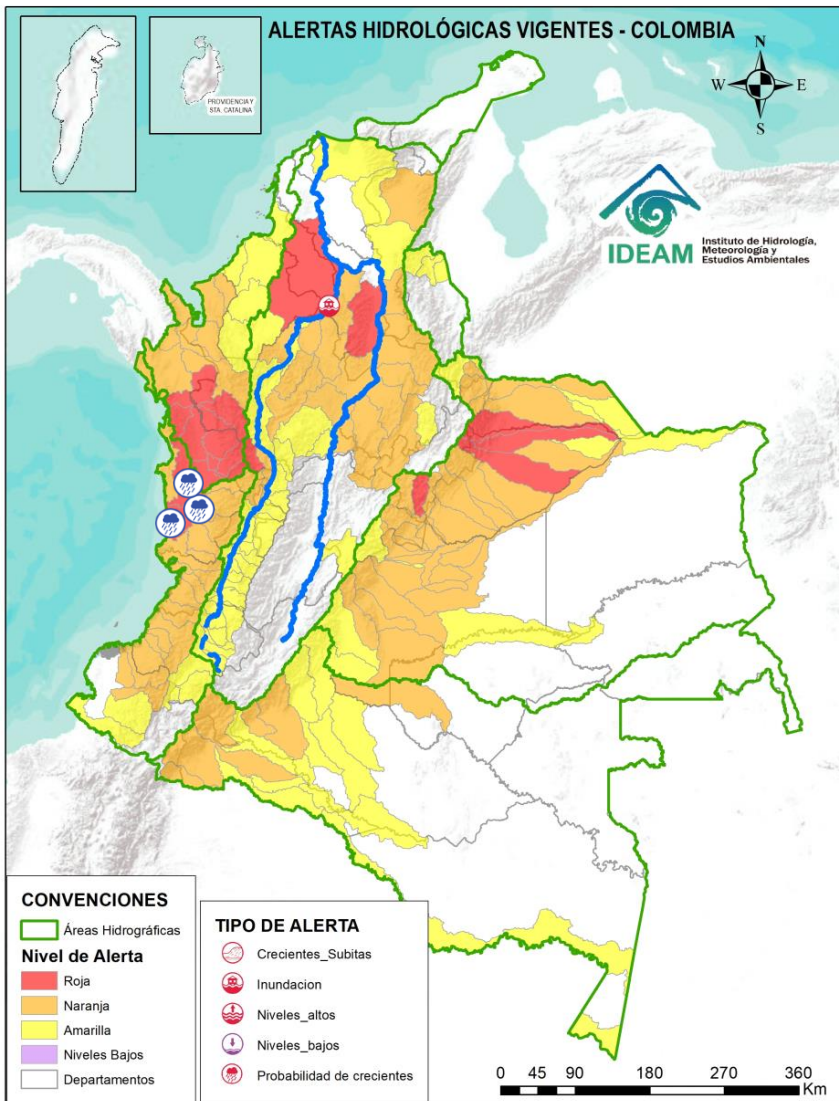 ALERTAS HIDROLÓGICAS VIGENTES - COLOMBIA
PROVIDENCIA Y
STA. CATALINA
N
W
E
S
IDEAM
Instituto de Hidrología,
Meteorología y
Estudios Ambientales
CONVENCIONES
Áreas Hidrográficas
Nivel de Alerta
Roja
Naranja
Amarilla
Niveles Bajos
Departamentos
TIPO DE ALERTA
Crecientes_Subitas
Inundacion
Niveles_altos
Niveles_bajos
Probabilidad de crecientes
0 45 90 180 270 360
Km